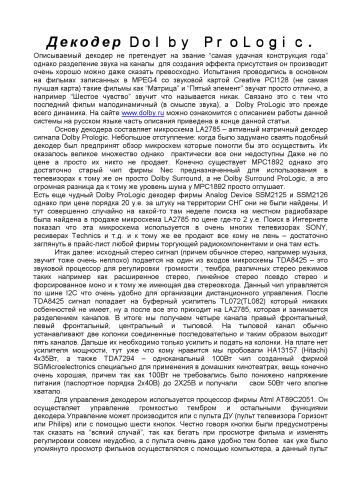 Декодер Dolby ProLogic.
Описываемый декодер не претендует на звание "самая удачная конструкция года"
однако разделение звука на каналы для создания эффекта присутствия он производит
очень хорошо можно даже сказать превосходно. Испытания проводились в основном
на фильмах записанных в MPEG4 со звуковой картой Creative PCI128 (не самая
лучшая карта) такие фильмы как "Матрица" и "Пятый элемент" звучат просто отлично, а
например "Шестое чувство" звучит что называется никак. Связано это с тем что
последний фильм малодинамичный (в смысле звука), а Dolby ProLogic это прежде
всего динамика. На сайте www.dolby.ru можно ознакомится с описанием работы данной
системы на русском языке часть описания приведена в конце данной статьи.
Основу декодера составляет микросхема LA2785 – активный матричный декодер
сигнала Dolby Prologic. Небольшое отступление: когда было задумано сваять подобный
декодер был предпринят обзор микросхем которые помогли бы это осуществить. Их
оказалось великое множество однако практически все они недоступны Даже не по
цене а просто их никто не продает. Конечно существует MPC1892 однако это
достаточно старый чип фирмы Nec предназначенный для использования в
телевизорах к тому же он просто Dolby Surround, а не Dolby Surround ProLogic, а это
огромная разница да к тому же уровень шума у MPC1892 просто оглушает.
Есть еще чудный Dolby ProLogic декодер фирмы Analog Device SSM2125 и SSM2126
однако при цене порядка 20 у.е. за штуку на территории СНГ они не были найдены. И
тут совершено случайно на какой-то там неделе поиска на местном радиобазаре
была найдена в продаже микросхема LA2785 по цене где-то 2 у.е. Поиск в Интернете
показал что эта микросхема используется в очень многих телевизорах SONY,
ресиверах Technics и т.д. и к тому же ее продают все кому не лень – достаточно
заглянуть в прайс-лист любой фирмы торгующей радиокомпонентами и она там есть.
Итак далее: исходный стерео сигнал (причем обычное стерео, например музыка,
звучит тоже очень неплохо) подается на один из входов микросхемы TDA8425 – это
звуковой процессор для регулировки громкости , тембра, различных стерео режимов
таких например как расширенное стерео, линейное стерео псевдо стерео и
форсированное моно и к тому же имеющая два стереовхода. Данный чип управляется
по шине I2C что очень удобно для организации дистанционного управления. После
TDA8425 сигнал попадает на буферный усилитель TL072(TL082) который никаких
особенностей не имеет, ну а после все это приходит на LA2785, которая и занимается
разделением каналов. В итоге мы получаем четыре канала правый фронтальный,
левый фронтальный, центральный и тыловой. На тыловой канал обычно
устанавливают две колонки соединенные последовательно и таким образом выходит
пять каналов. Дальше их необходимо только усилить и подать на колонки. На плате нет
усилителя мощности, тут уже что кому нравится мы пробовали HA13157 (Hitachi)
4x35Вт, а также TDA7294 – одноканальный 100Вт чип созданный фирмой
SGMicroelectronics специально для применения в домашних кинотеатрах, вещь конечно
очень хорошая, причем так как 100Вт не требовалось было понижено напряжение
питания (паспортное порядка 2x40В) до 2X25В и получали свои 50Вт чего вполне
хватало.
Для управления декодером используется процессор фирмы Atml AT89C2051. Он
осуществляет управление громкостью тембром и остальными функциями
декодера.Управление может производится или с пульта ДУ (пульт телевизора Горизонт
или Philips) или с помощью шести кнопок. Честно говоря кнопки были предусмотрены
так сказать на "всякий случай", так как бегать при просмотре фильма и изменять
регулировки совсем неудобно, а с пульта очень даже удобно тем более как уже было
упомянуто просмотр фильмов осуществлялся с помощью компьютера, а данный пульт